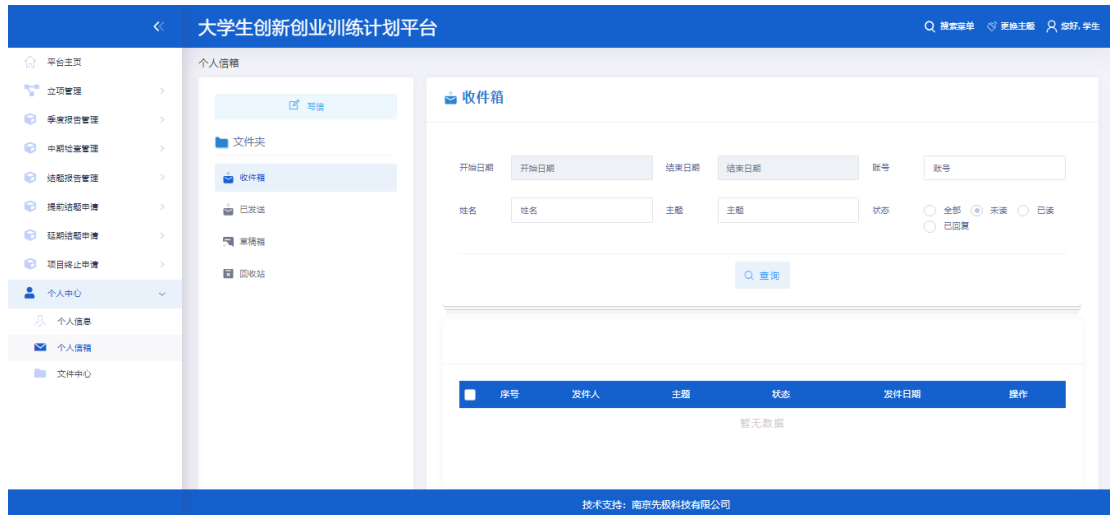 大学生创新创业训练计划平台
搜索菜单
更换主题
您好, 学生
平台主页
立项管理
季度报告管理
中期检查管理
结题报告管理
提前结题申请
延期结题申请
项目终止申请
个人中心
个人信息
个人信箱
文件中心
个人信箱
写信
文件夹
收件箱
已发送
草稿箱
回收站
收件箱
开始日期 开始日期 结束日期 结束日期 账号 账号
姓名 姓名 主题 主题 状态 全部 未读 已读
已回复
查询
序号 发件人 主题 状态 发件日期 操作
暂无数据
技术支持：南京先极科技有限公司